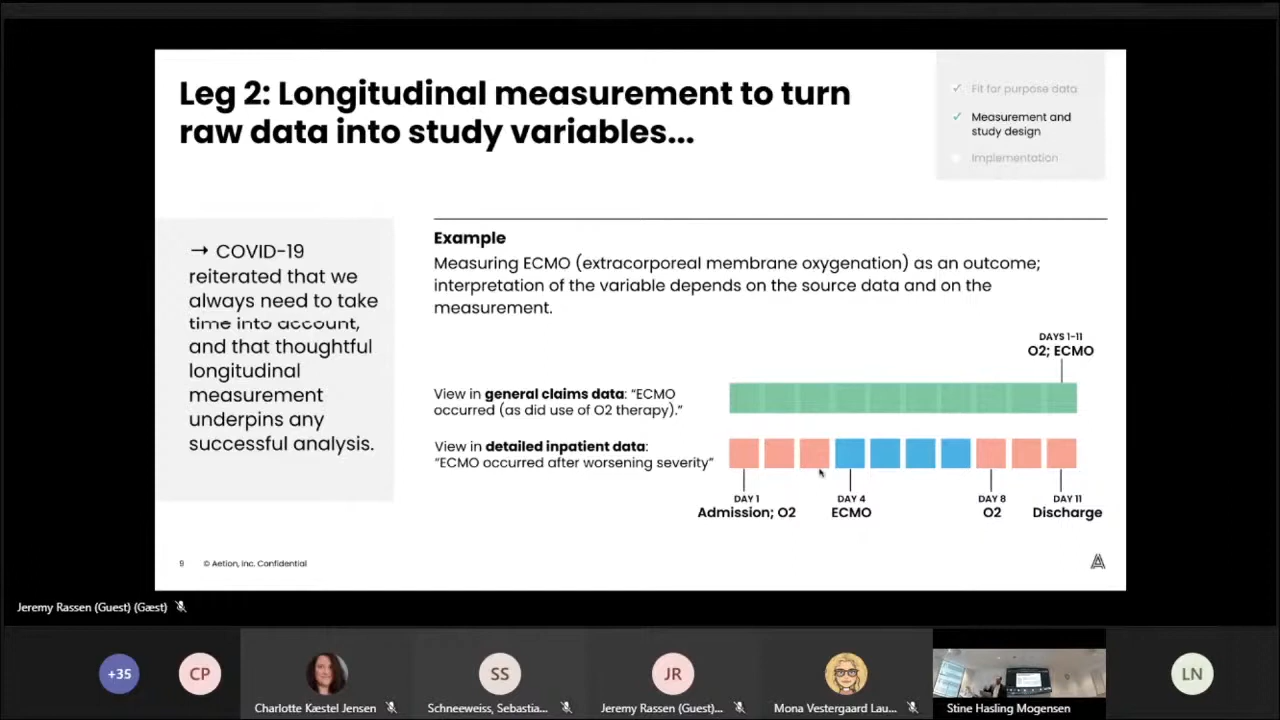 Leg 2: Longitudinal measurement to turn
raw data into study variables...
✓ Fit for purpose data
✓ Measurement and
study design
Implementation
→ COVID-19
reiterated that we
always need to take
time into account,
and that thoughtful
longitudinal
measurement
underpins any
successful analysis.
Example
Measuring ECMO (extracorporeal membrane oxygenation) as an outcome;
interpretation of the variable depends on the source data and on the
measurement.
DAYS 1-11
O2; ECMO
View in general claims data: “ECMO
occurred (as did use of O2 therapy).”
View in detailed inpatient data:
“ECMO occurred after worsening severity”
DAY 1
Admission; O2
DAY 4
ECMO
DAY 8
O2
DAY 11
Discharge
9 © Aetion, Inc. Confidential
Jeremy Rassen (Guest) (Gæst)
+35
CP
Charlotte Kæstel Jensen
SS
Schneeweiss, Sebastia...
JR
Jeremy Rassen (Guest)...
Mona Vestergaard Lau...
Stine Hasling Mogensen
LN